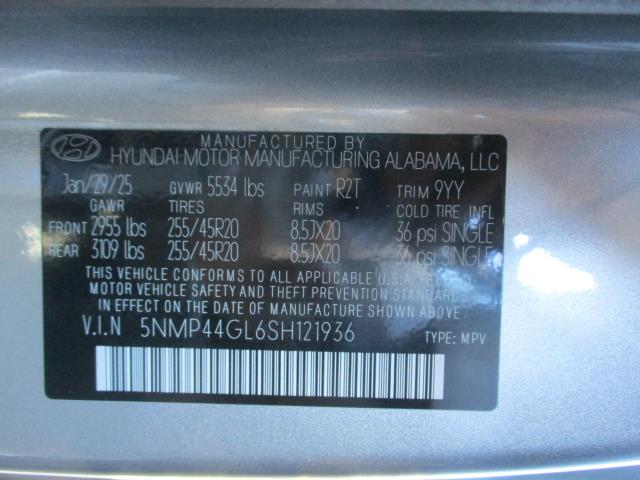 MANUFACTURED BY
HYUNDAI MOTOR MANUFACTURING ALABAMA, LLC
Jan/29/25 GVWR 5534 lbs PAINT R2T TRIM 9YY
GAWR TIRES RIMS COLD TIRE INFL
FRONT 2955 lbs 255/45R20 8.5JX20 36 psi SINGLE
REAR 3109 lbs 255/45R20 8.5JX20 36 psi SINGLE
THIS VEHICLE CONFORMS TO ALL APPLICABLE U.S.A. FEDERAL
MOTOR VEHICLE SAFETY AND THEFT PREVENTION STANDARDS
IN EFFECT ON THE DATE OF MANUFACTURE SHOWN ABOVE.
V.I.N 5NMP44GL6SH121936 TYPE: MPV